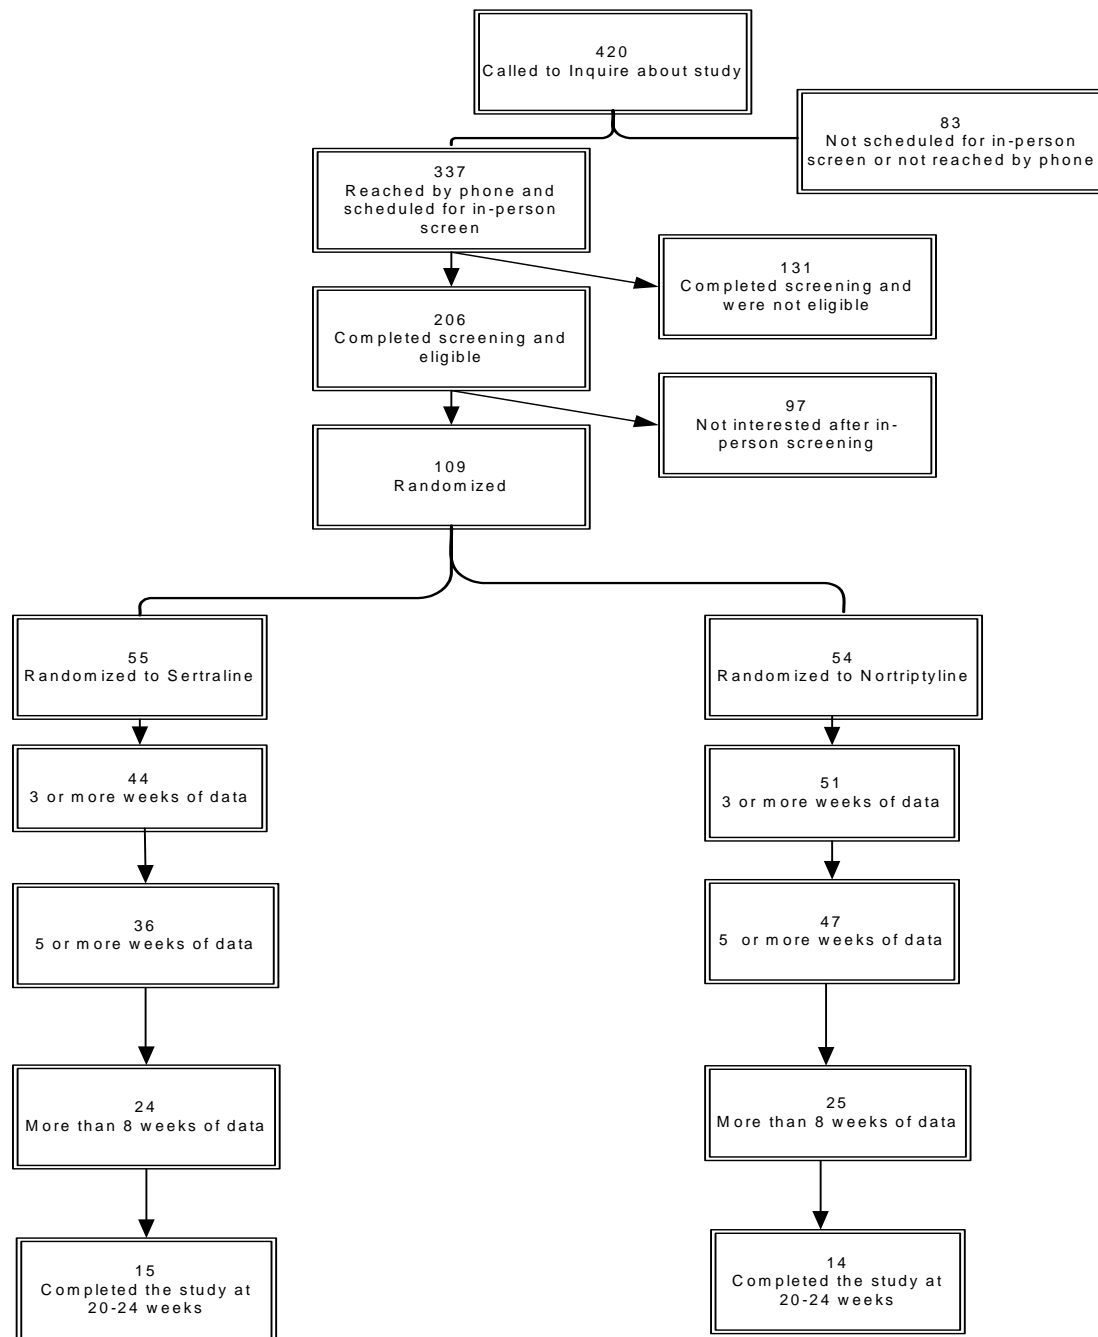 420
Called to Inquire about study
83
Not scheduled for in-person
screen or not reached by phone
337
Reached by phone and
scheduled for in-person
screen
131
Completed screening and
were not eligible
206
Completed screening and
eligible
97
Not interested after in-
person screening
109
Randomized
55
Randomized to Sertraline
54
Randomized to Nortriptyline
44
3 or more weeks of data
51
3 or more weeks of data
36
5 or more weeks of data
47
5 or more weeks of data
24
More than 8 weeks of data
25
More than 8 weeks of data
15
Completed the study at
20-24 weeks
14
Completed the study at
20-24 weeks